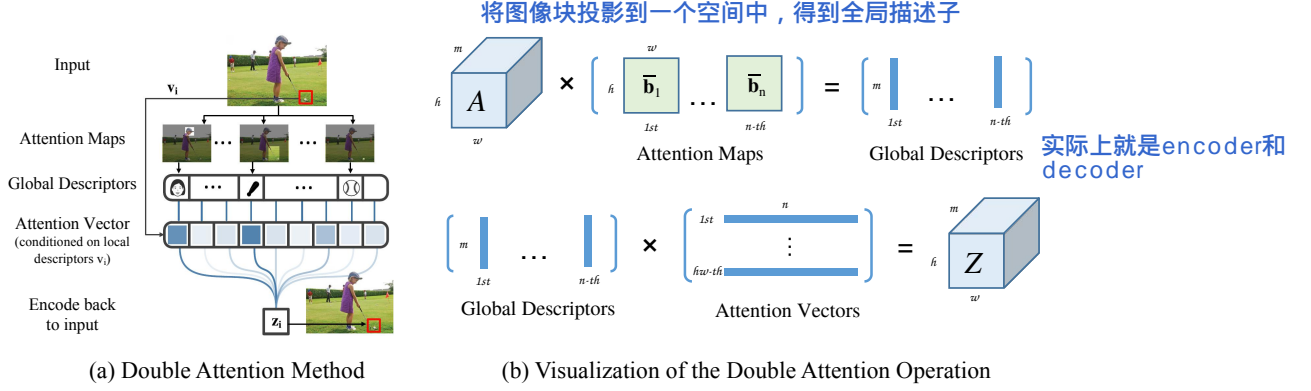 将图像块投影到一个空间中，得到全局描述子
Input
v_i
Attention Maps
Global Descriptors
Attention Vector
(conditioned on local
descriptors v_i)
Encode back
to input
z_i
(a) Double Attention Method
m
h
A
w
×
w
h
b̅_1
...
b̅_n
1st
n-th
Attention Maps
=
m
...
1st
n-th
Global Descriptors
实际上就是encoder和
decoder
m
...
1st
n-th
Global Descriptors
×
n
1st
hw-th
Attention Vectors
=
m
h
Z
w
(b) Visualization of the Double Attention Operation